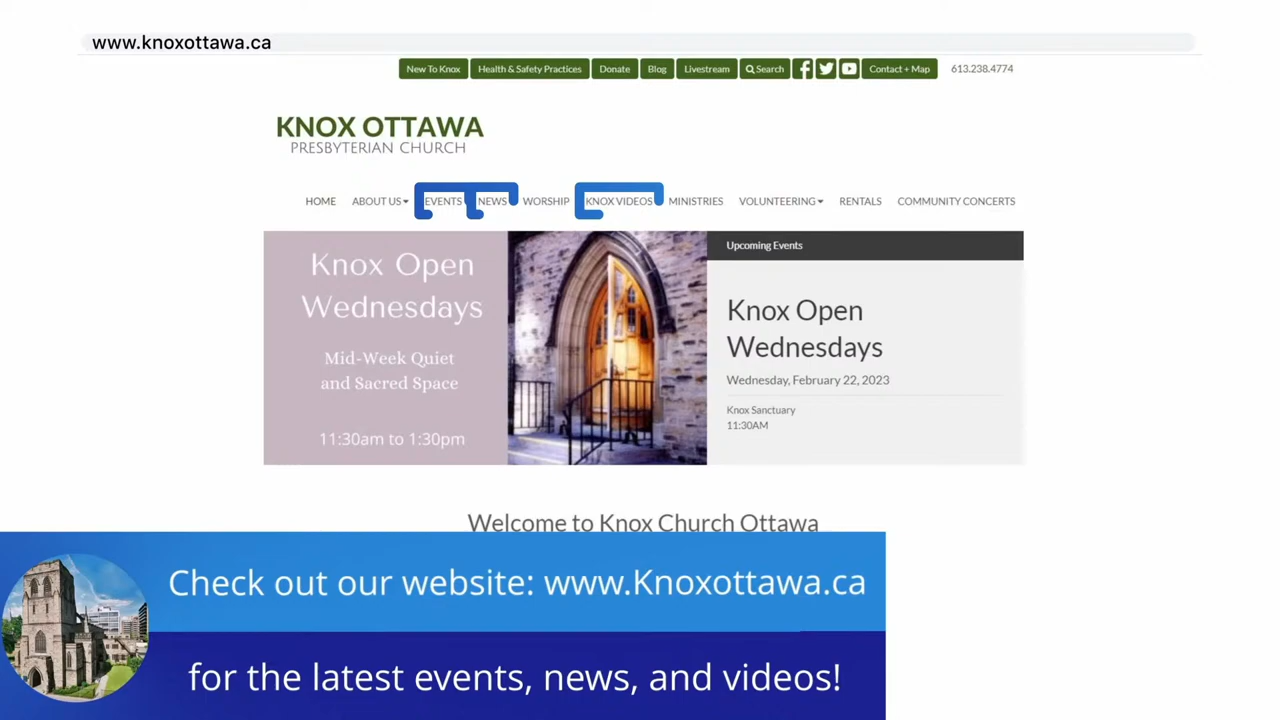 www.knoxottawa.ca
New To Knox Health & Safety Practices Donate Blog Livestream Search Contact + Map 613.238.4774
KNOX OTTAWA
PRESBYTERIAN CHURCH
HOME ABOUT US EVENTS NEWS WORSHIP KNOX VIDEOS MINISTRIES VOLUNTEERING RENTALS COMMUNITY CONCERTS
Knox Open
Wednesdays
Mid-Week Quiet
and Sacred Space
11:30am to 1:30pm
Upcoming Events
Knox Open
Wednesdays
Wednesday, February 22, 2023
Knox Sanctuary
11:30AM
Welcome to Knox Church Ottawa
Check out our website: www.Knoxottawa.ca
for the latest events, news, and videos!